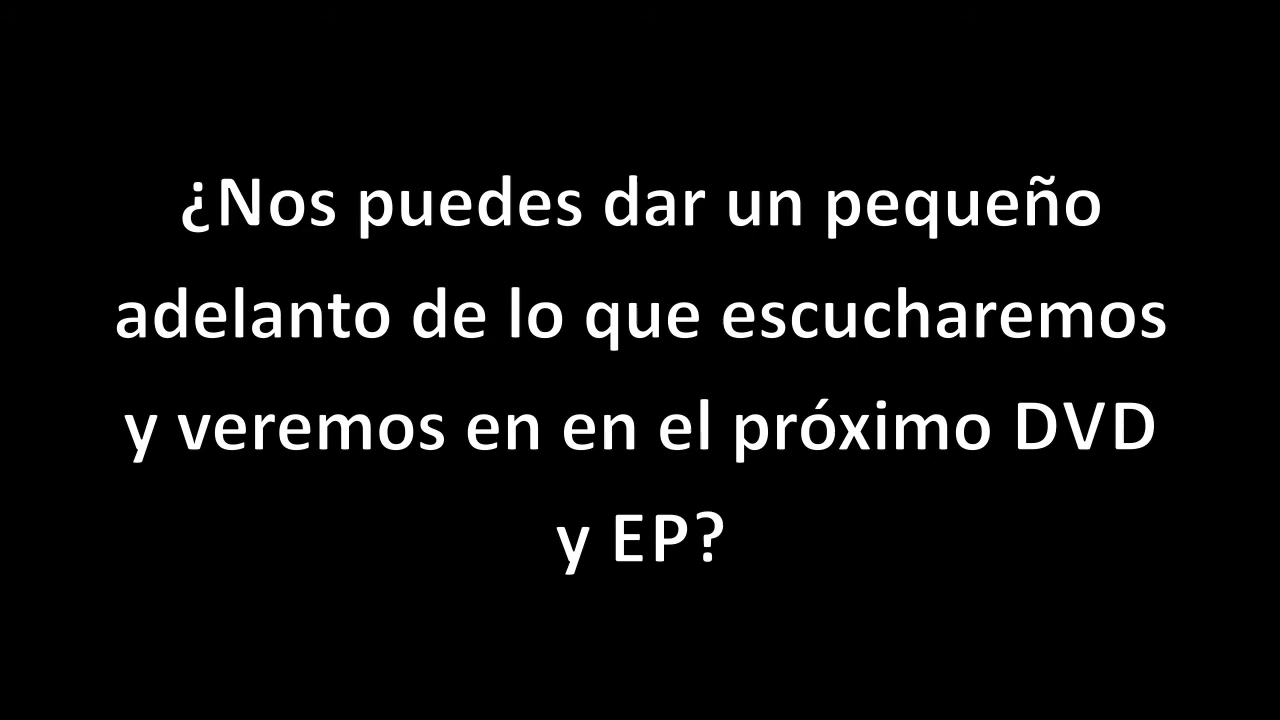 ¿Nos puedes dar un pequeño
adelanto de lo que escucharemos
y veremos en en el próximo DVD
y EP?